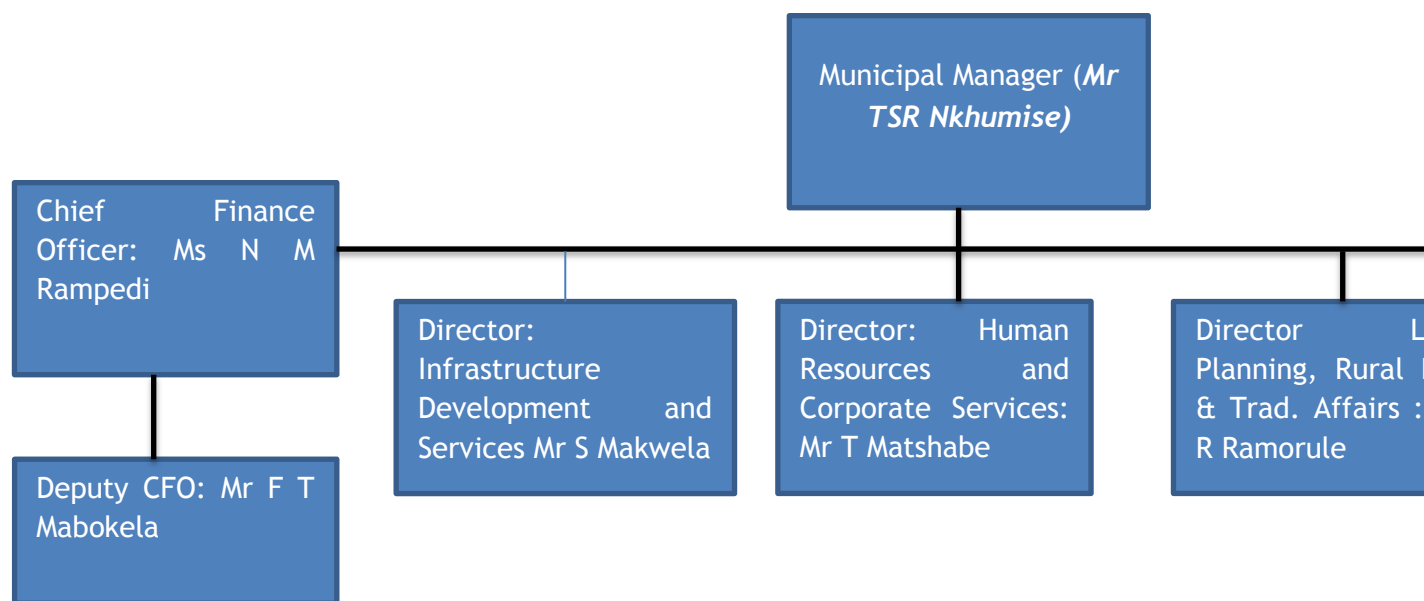 Municipal Manager (Mr
TSR Nkhumise)
Chief Finance
Officer: Ms N M
Rampedi
Director:
Infrastructure
Development and
Services Mr S Makwela
Director: Human
Resources and
Corporate Services:
Mr T Matshabe
Director
Planning, Rural
& Trad. Affairs :
R Ramorule
Deputy CFO: Mr F T
Mabokela